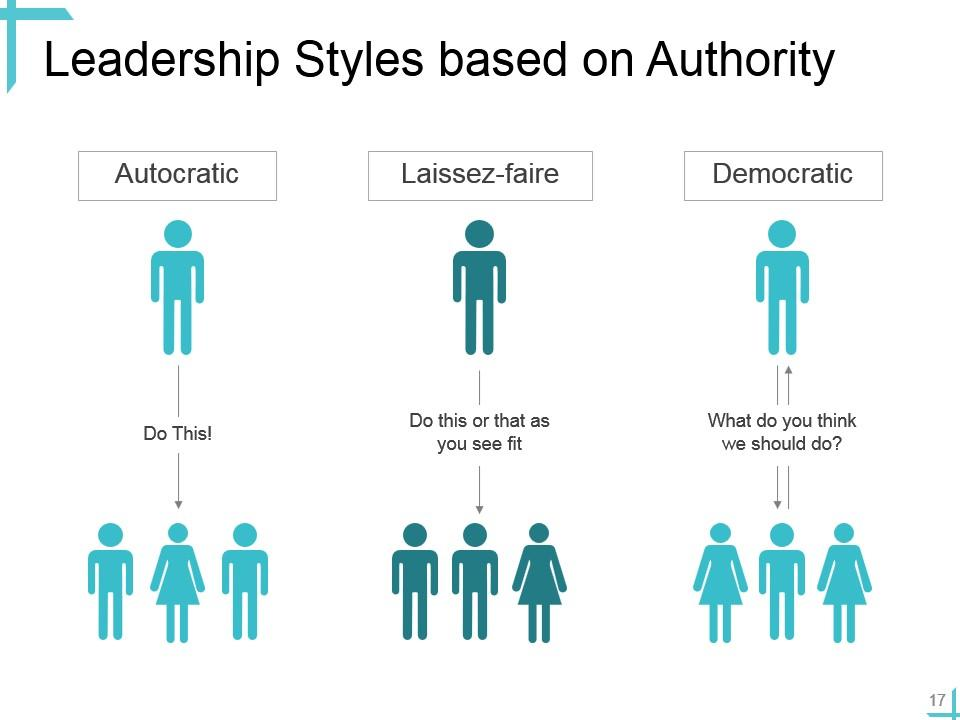 Leadership Styles based on Authority
Autocratic
Laissez-faire
Democratic
Do This!
Do this or that as
you see fit
What do you think
we should do?
17